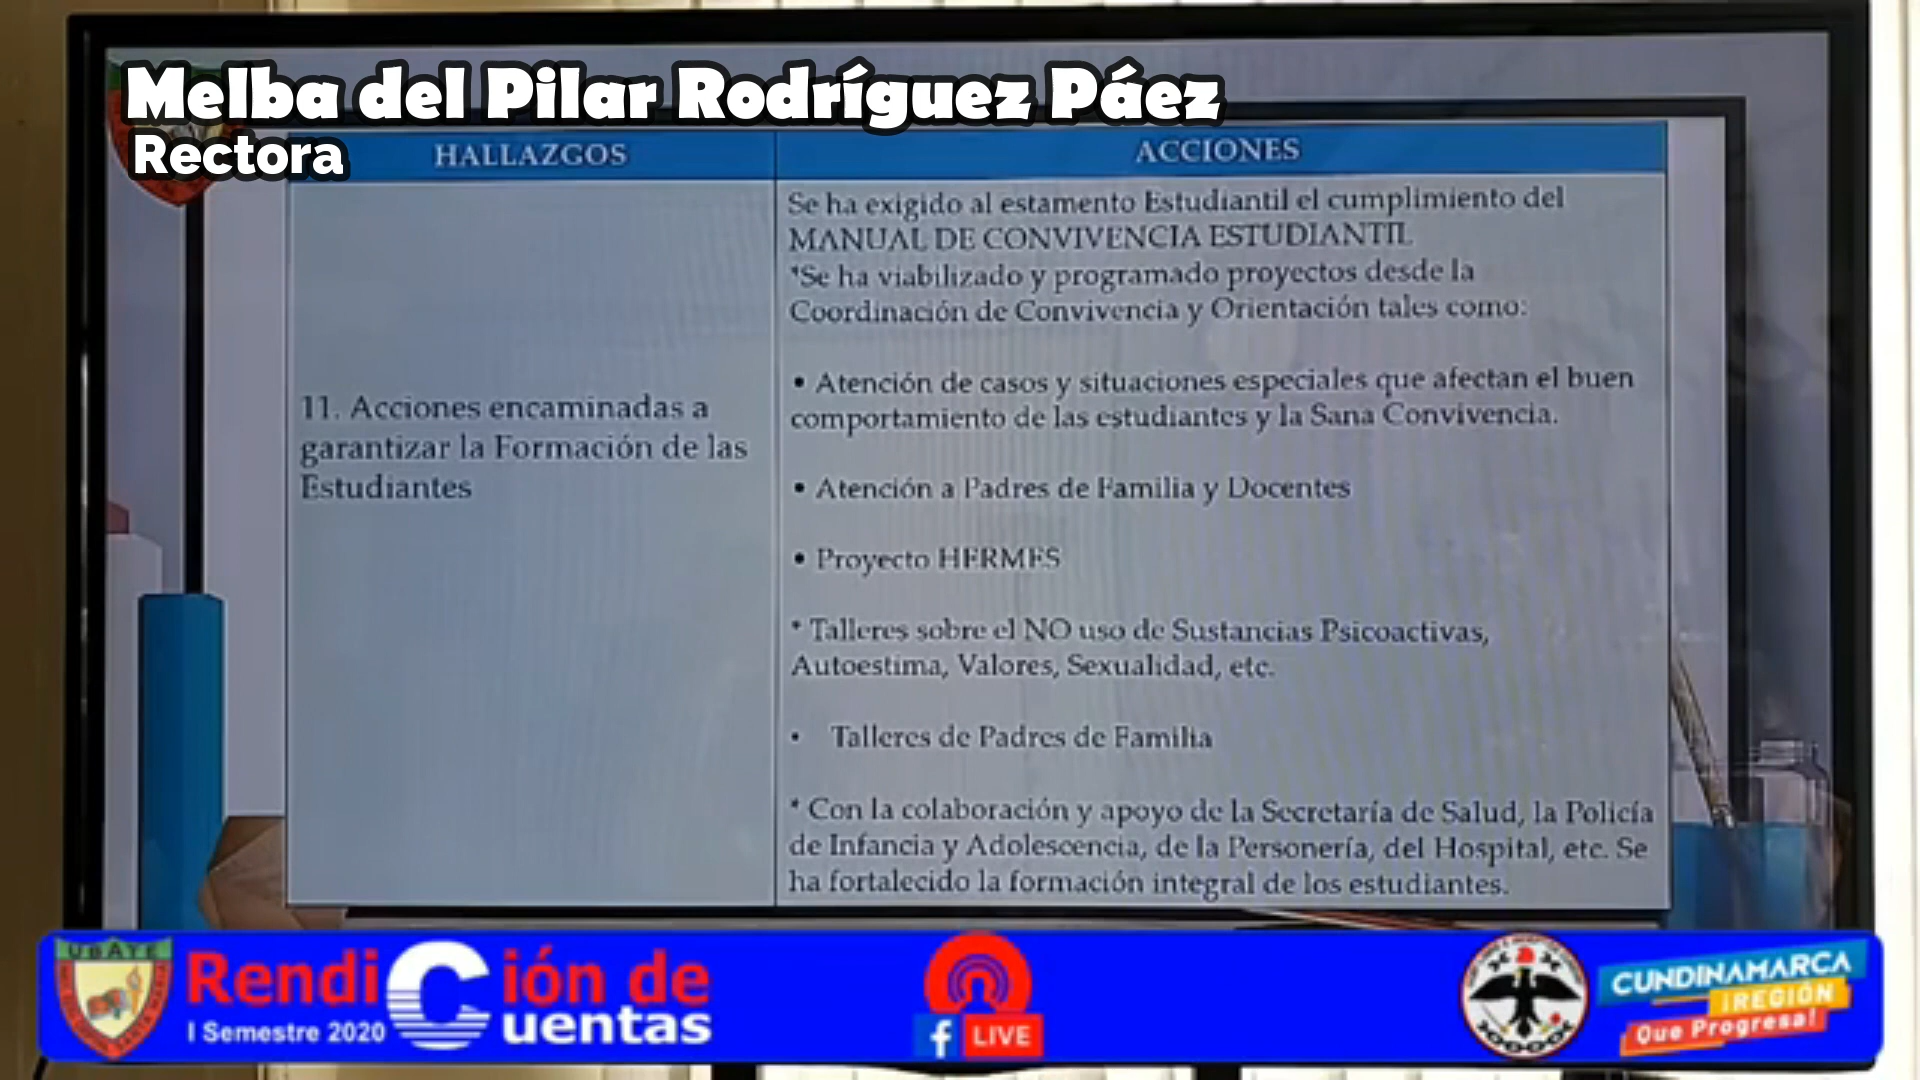 Melba del Pilar Rodríguez Páez
Rectora
HALLAZGOS
ACCIONES
11. Acciones encaminadas a
garantizar la Formación de las
Estudiantes
Se ha exigido al estamento Estudiantil el cumplimiento del
MANUAL DE CONVIVENCIA ESTUDIANTIL
*Se ha viabilizado y programado proyectos desde la
Coordinación de Convivencia y Orientación tales como:
• Atención de casos y situaciones especiales que afectan el buen
comportamiento de las estudiantes y la Sana Convivencia.
• Atención a Padres de Familia y Docentes
• Proyecto HERMES
* Talleres sobre el NO uso de Sustancias Psicoactivas,
Autoestima, Valores, Sexualidad, etc.
• Talleres de Padres de Familia
* Con la colaboración y apoyo de la Secretaría de Salud, la Policía
de Infancia y Adolescencia, de la Personería, del Hospital, etc. Se
ha fortalecido la formación integral de los estudiantes.
UBATE
Rendición de
Cuentas
I Semestre 2020
f LIVE
CUNDINAMARCA
¡REGIÓN
Que Progresa!